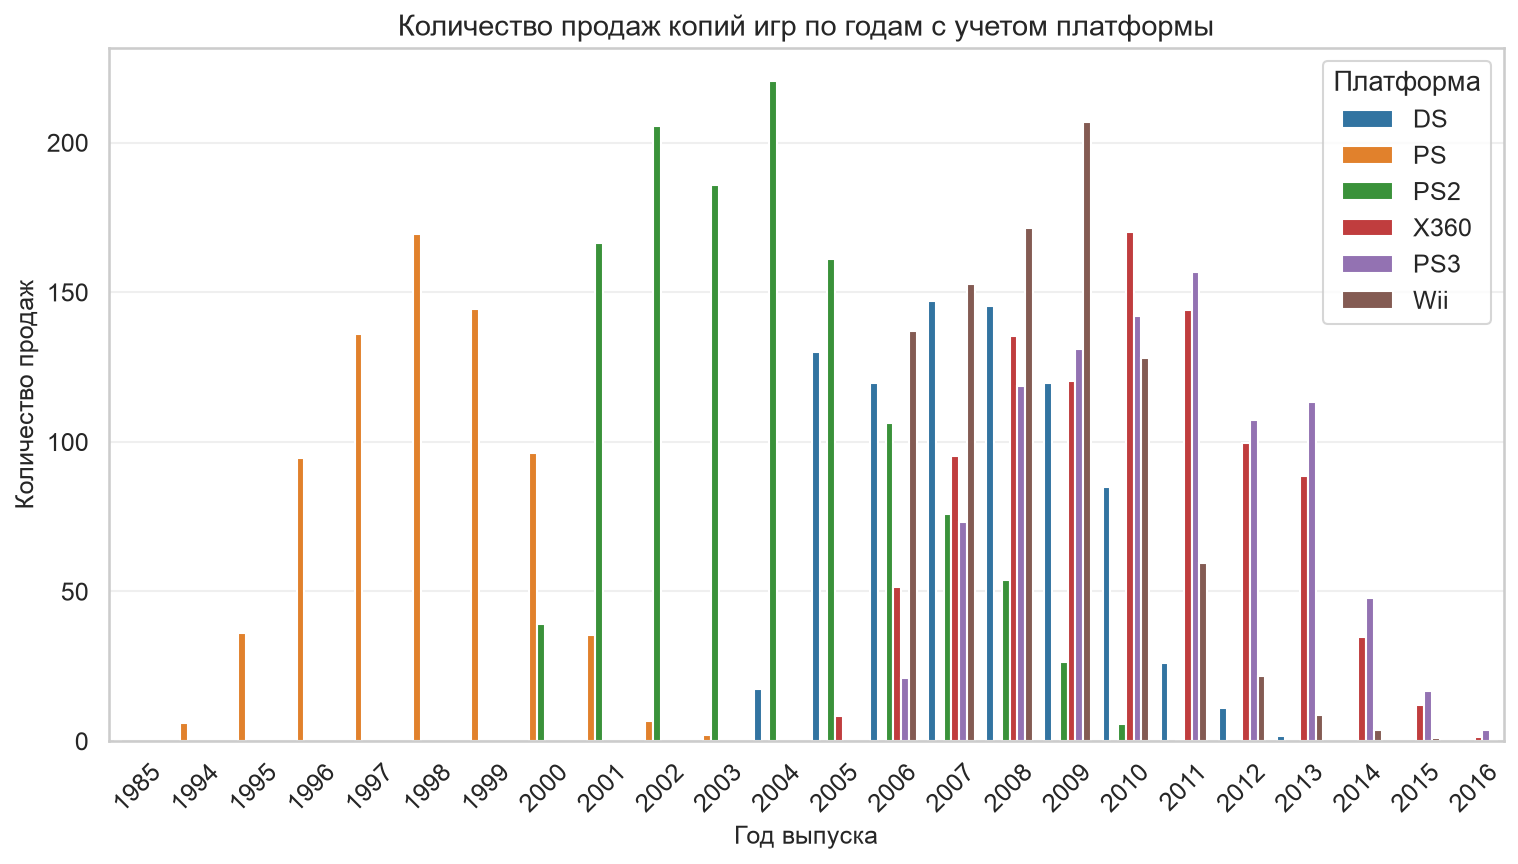 Количество продаж копий игр по годам с учетом платформы
Количество продаж
200
150
100
50
0
Платформа
DS
PS
PS2
X360
PS3
Wii
1985 1994 1995 1996 1997 1998 1999 2000 2001 2002 2003 2004 2005 2006 2007 2008 2009 2010 2011 2012 2013 2014 2015 2016
Год выпуска